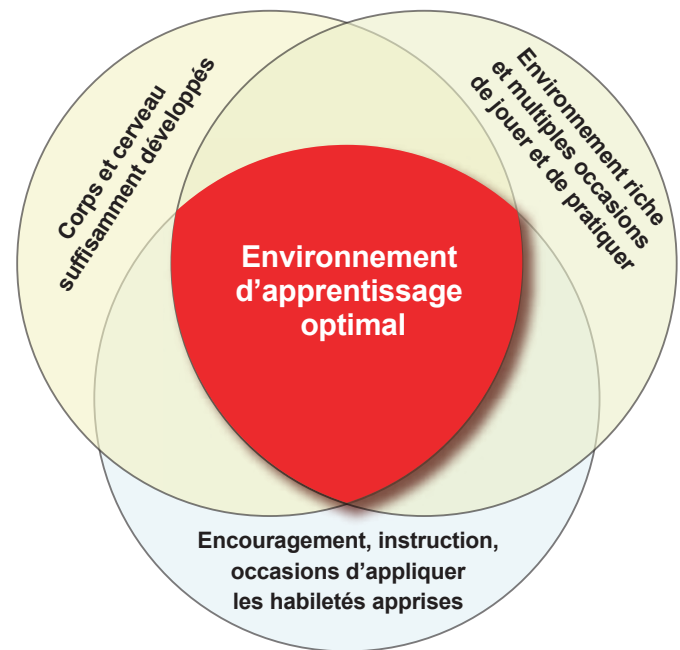 Corps et cerveau
suffisamment développés
Environnement riche
et multiples occasions
de jouer et de pratiquer
Environnement
d’apprentissage
optimal
Encouragement, instruction,
occasions d’appliquer
les habiletés apprises